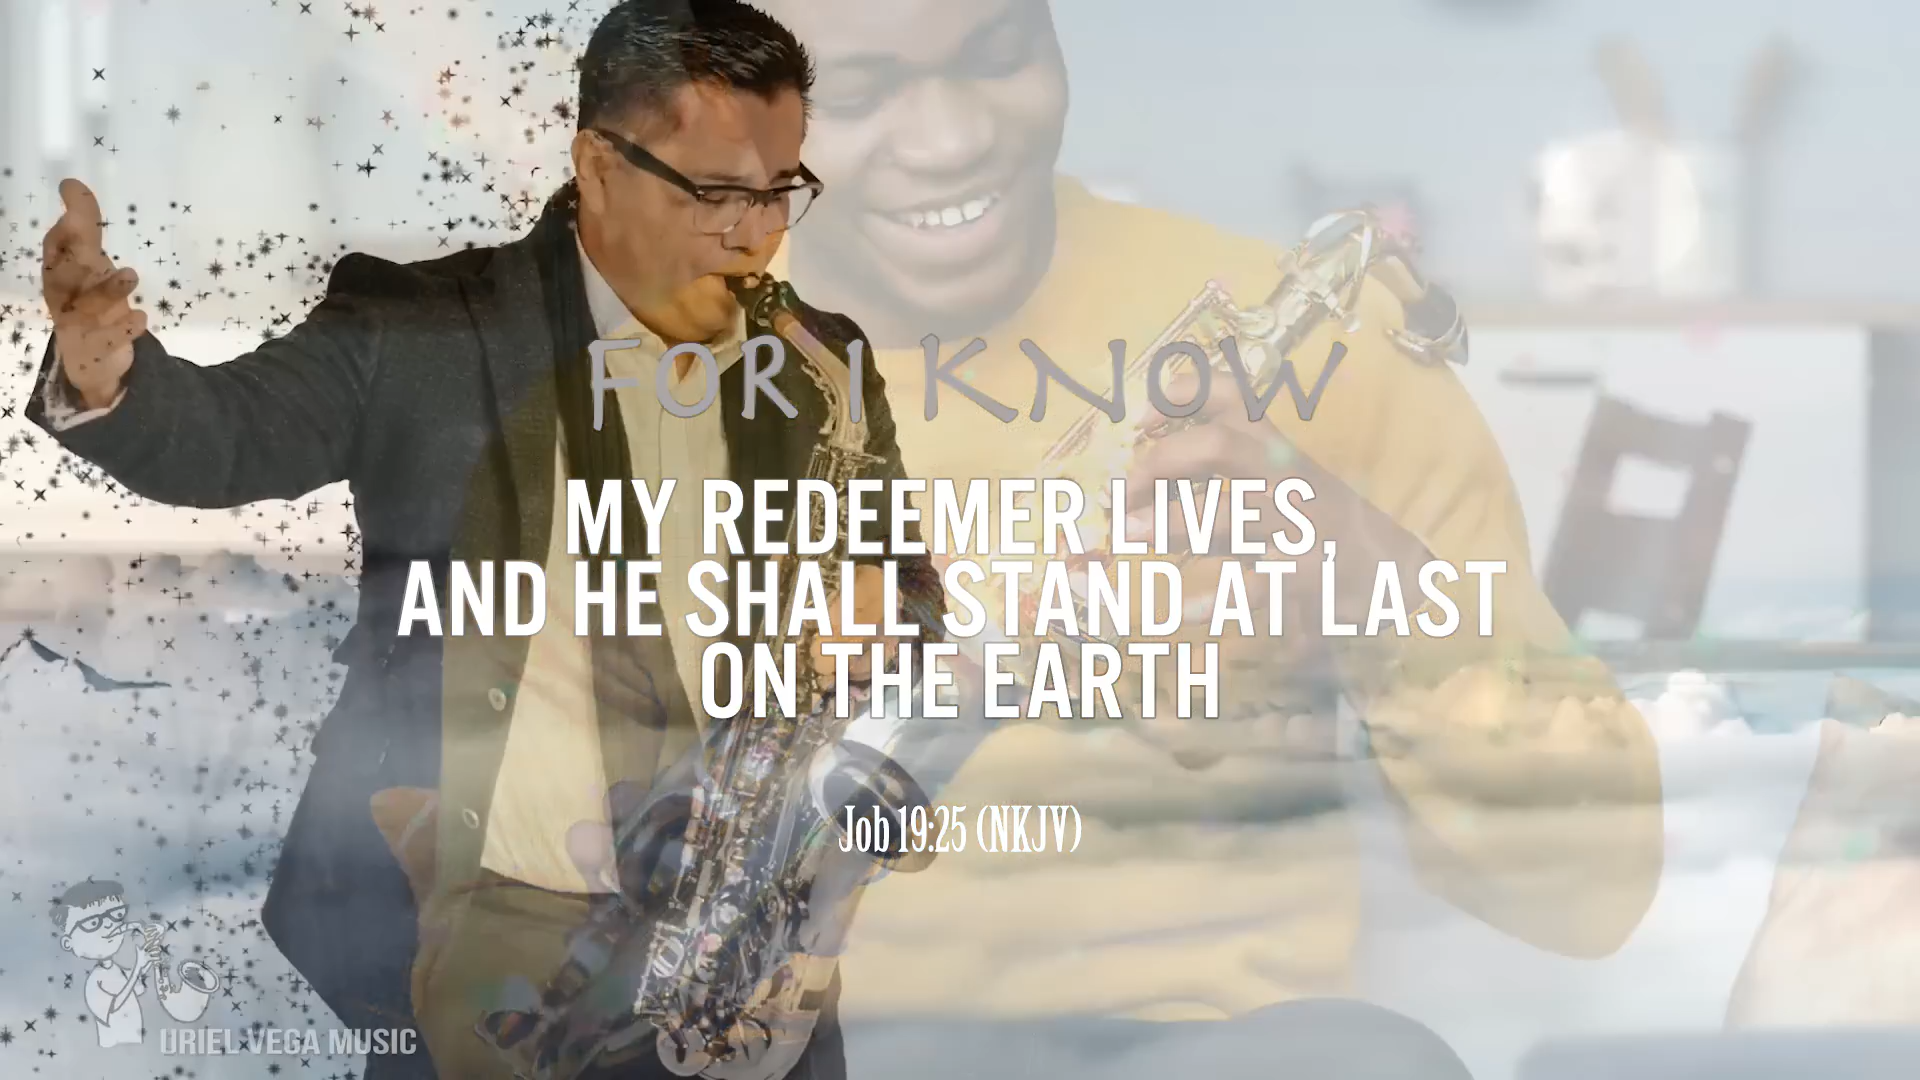 FOR I KNOW
MY REDEEMER LIVES,
AND HE SHALL STAND AT LAST
ON THE EARTH
Job 19:25 (NKJV)
URIEL VEGA MUSIC